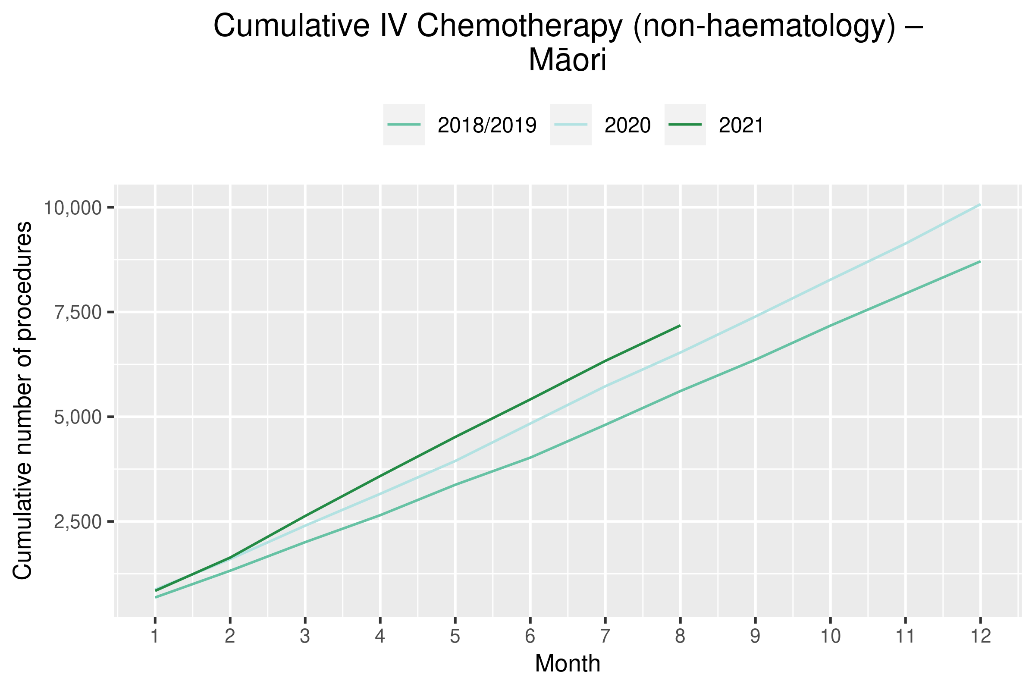 Cumulative IV Chemotherapy (non-haematology) –
Māori
2018/2019 2020 2021
Cumulative number of procedures
10,000
7,500
5,000
2,500
1 2 3 4 5 6 7 8 9 10 11 12
Month